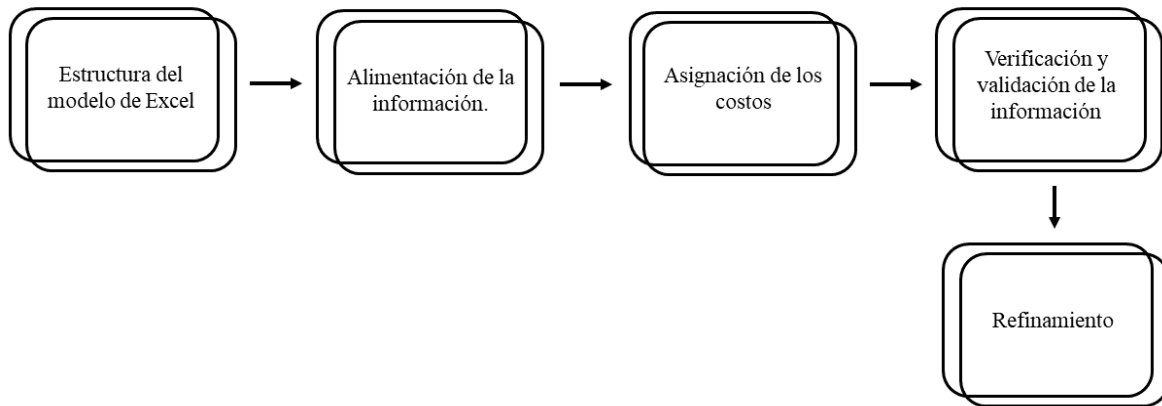 Estructura del
modelo de Excel
Alimentación de la
información.
Asignación de los
costos
Verificación y
validación de la
información
Refinamiento